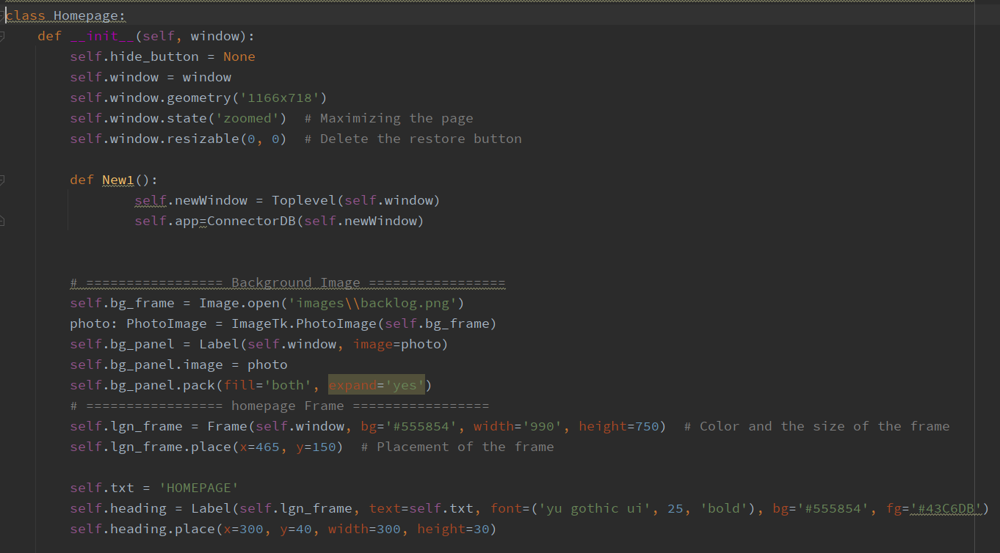 class Homepage:
    def __init__(self, window):
        self.hide_button = None
        self.window = window
        self.window.geometry('1166x718')
        self.window.state('zoomed')  # Maximizing the page
        self.window.resizable(0, 0)  # Delete the restore button

        def New1():
                self.newWindow = Toplevel(self.window)
                self.app=ConnectorDB(self.newWindow)


        # ================= Background Image =================
        self.bg_frame = Image.open('images\\backlog.png')
        photo: PhotoImage = ImageTk.PhotoImage(self.bg_frame)
        self.bg_panel = Label(self.window, image=photo)
        self.bg_panel.image = photo
        self.bg_panel.pack(fill='both', expand='yes')
        # ================= homepage Frame =================
        self.lgn_frame = Frame(self.window, bg='#555854', width='990', height=750)  # Color and the size of the frame
        self.lgn_frame.place(x=465, y=150)  # Placement of the frame

        self.txt = 'HOMEPAGE'
        self.heading = Label(self.lgn_frame, text=self.txt, font=('yu gothic ui', 25, 'bold'), bg='#555854', fg='#43C6DB')
        self.heading.place(x=300, y=40, width=300, height=30)